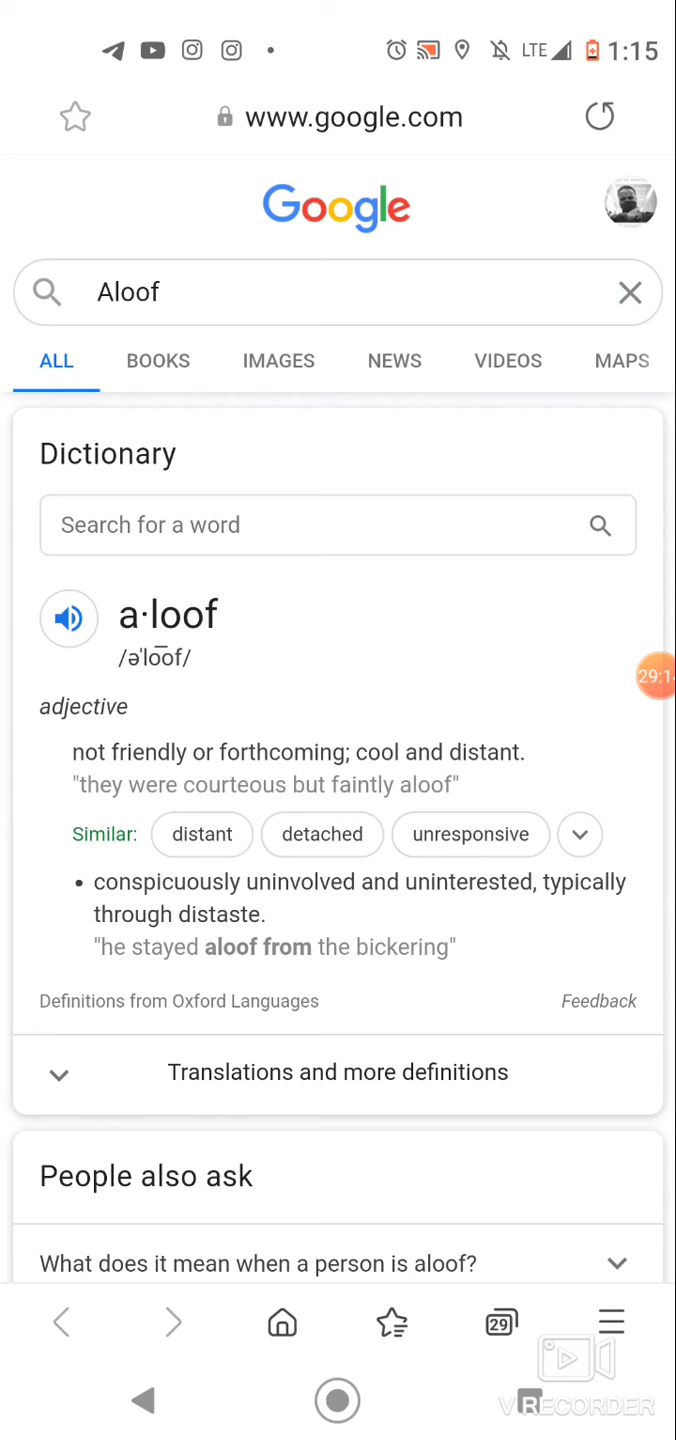 LTE 1:15
www.google.com
Google
Aloof
ALL BOOKS IMAGES NEWS VIDEOS MAPS
Dictionary
Search for a word
a·loof
/əˈlo͞of/
29:1
adjective
not friendly or forthcoming; cool and distant.
"they were courteous but faintly aloof"
Similar: distant detached unresponsive
• conspicuously uninvolved and uninterested, typically
through distaste.
"he stayed aloof from the bickering"
Definitions from Oxford Languages Feedback
Translations and more definitions
People also ask
What does it mean when a person is aloof?
29
VRECORDER